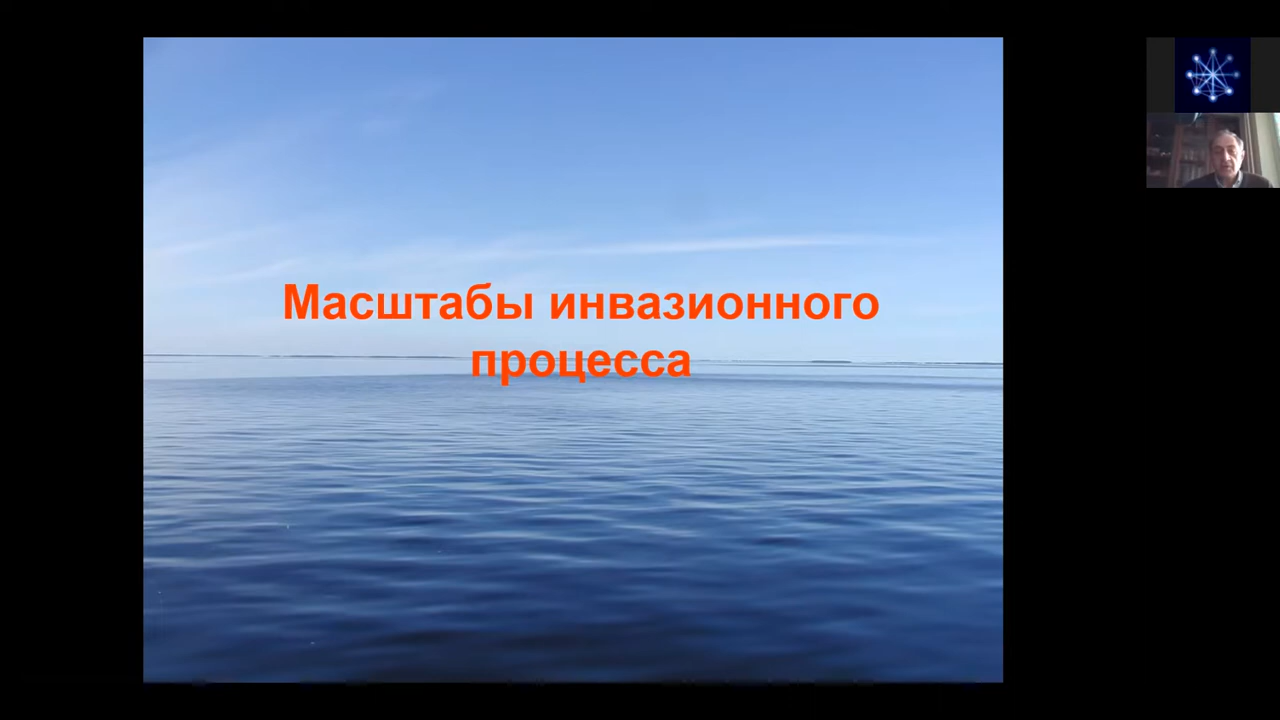 Масштабы инвазионного
процесса